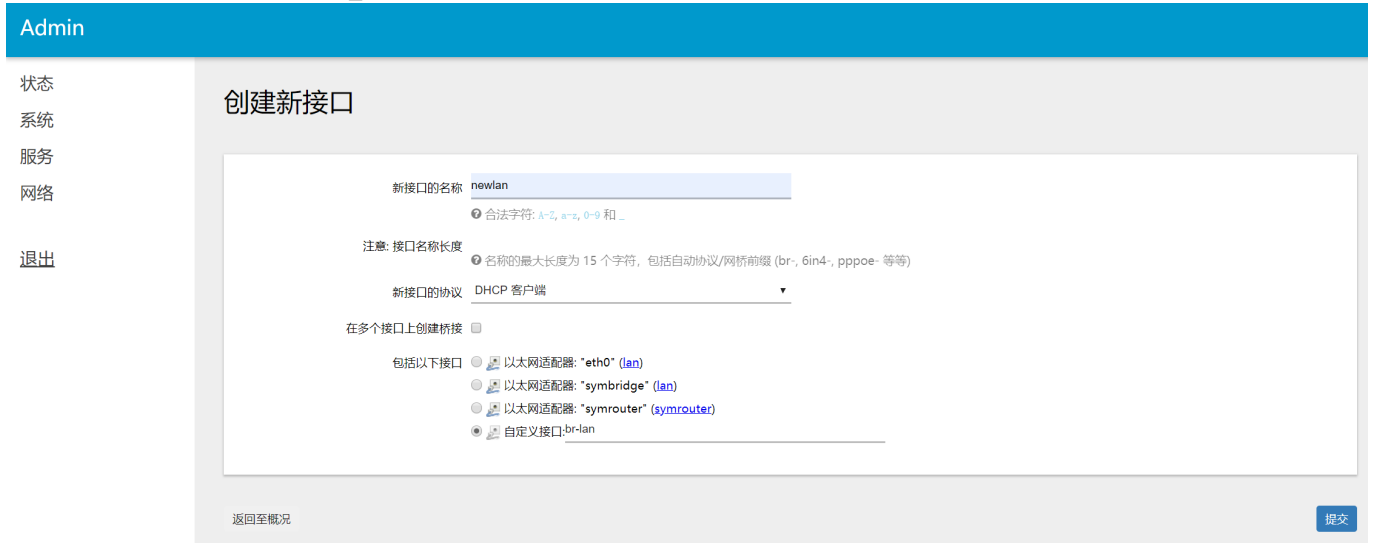 Admin
状态
系统
服务
网络
退出
创建新接口
新接口的名称 newlan
合法字符: A-Z, a-z, 0-9 和 _
注意: 接口名称长度
名称的最大长度为 15 个字符，包括自动协议/网桥前缀 (br-, 6in4-, pppoe- 等等)
新接口的协议 DHCP 客户端
在多个接口上创建桥接
包括以下接口 以太网适配器: "eth0" (lan)
以太网适配器: "symbridge" (lan)
以太网适配器: "symrouter" (symrouter)
自定义接口:br-lan
返回至概况 提交